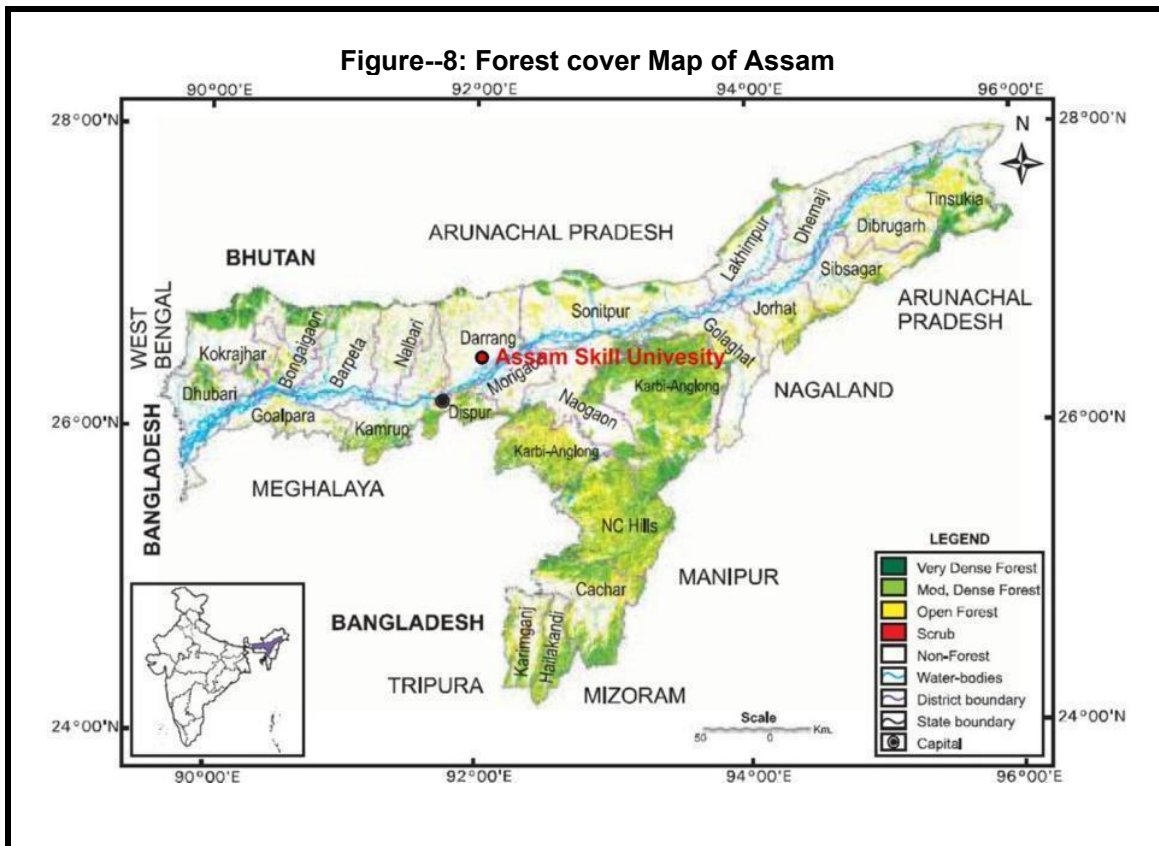 Figure--8: Forest cover Map of Assam
90°00'E 92°00'E 94°00'E 96°00'E
28°00'N 28°00'N
N
Tinsukia
Dhemaji
Dibrugarh
Lakhimpur
ARUNACHAL PRADESH
BHUTAN
Sibsagar
ARUNACHAL
PRADESH
WEST
BENGAL
Sonitpur
Jorhat
Golaghat
Darrang
Nalbari
Barpeta
Bongaigaon
Kokrajhar
Assam Skill Univesity
Morigao
Karbi-Anglong
NAGALAND
Dhubari
Goalpara
Dispur
Naogaon
26°00'N 26°00'N
Kamrup
Karbi-Anglong
BANGLADESH
MEGHALAYA
NC Hills
MANIPUR
Cachar
BANGLADESH
Karimganj
Hailakandi
TRIPURA
MIZORAM
24°00'N 24°00'N
Scale
50 0 Km.
LEGEND
Very Dense Forest
Mod, Dense Forest
Open Forest
Scrub
Non-Forest
Water-bodies
District boundary
State boundary
Capital
90°00'E 92°00'E 94°00'E 96°00'E